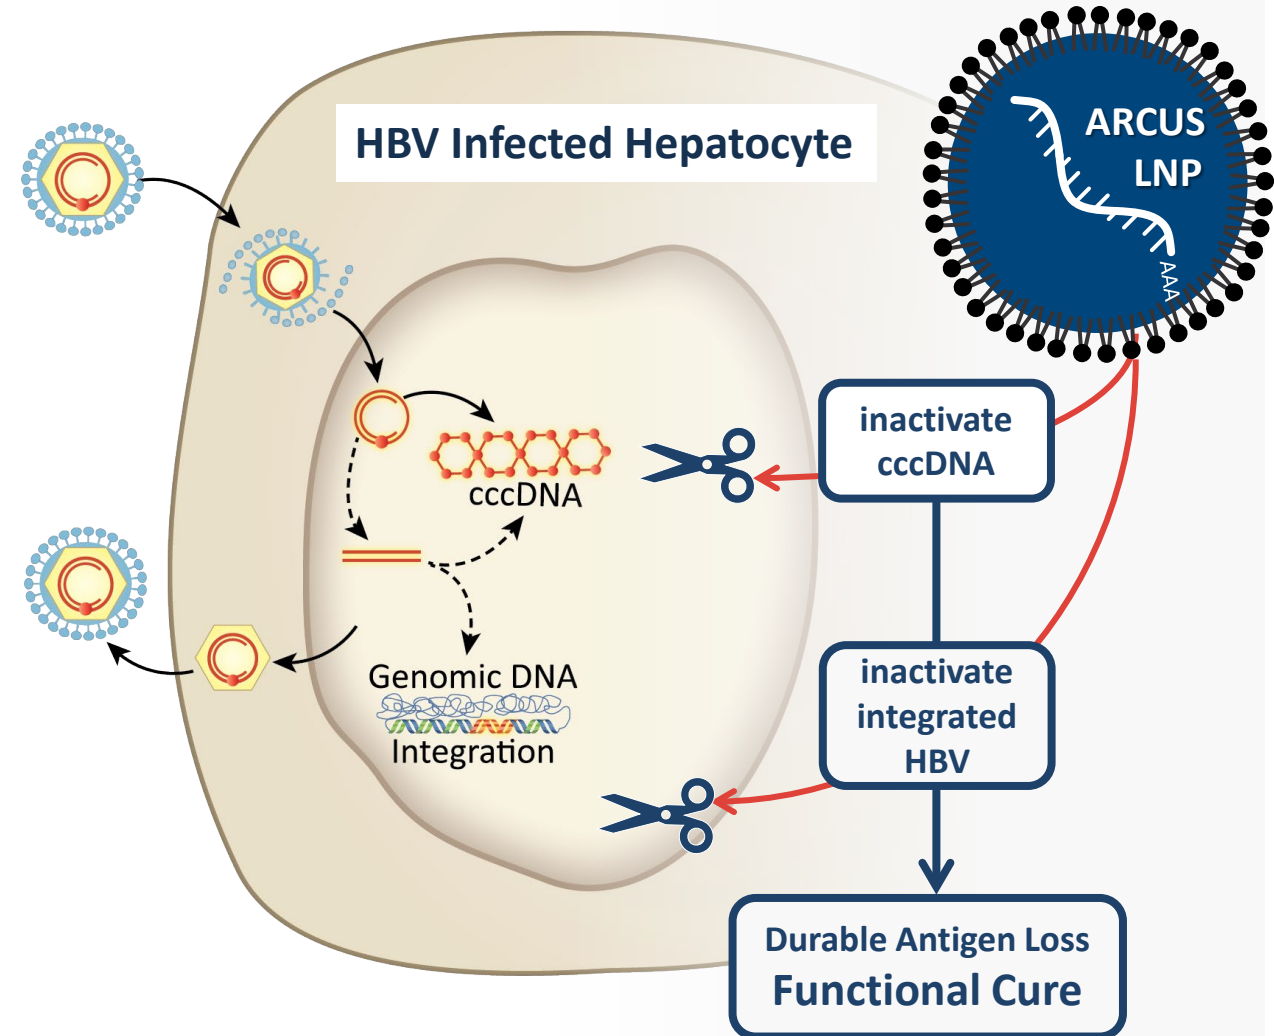 HBV Infected Hepatocyte
ARCUS
LNP
AAA
inactivate
cccDNA
cccDNA
inactivate
integrated
HBV
Genomic DNA
Integration
Durable Antigen Loss
Functional Cure